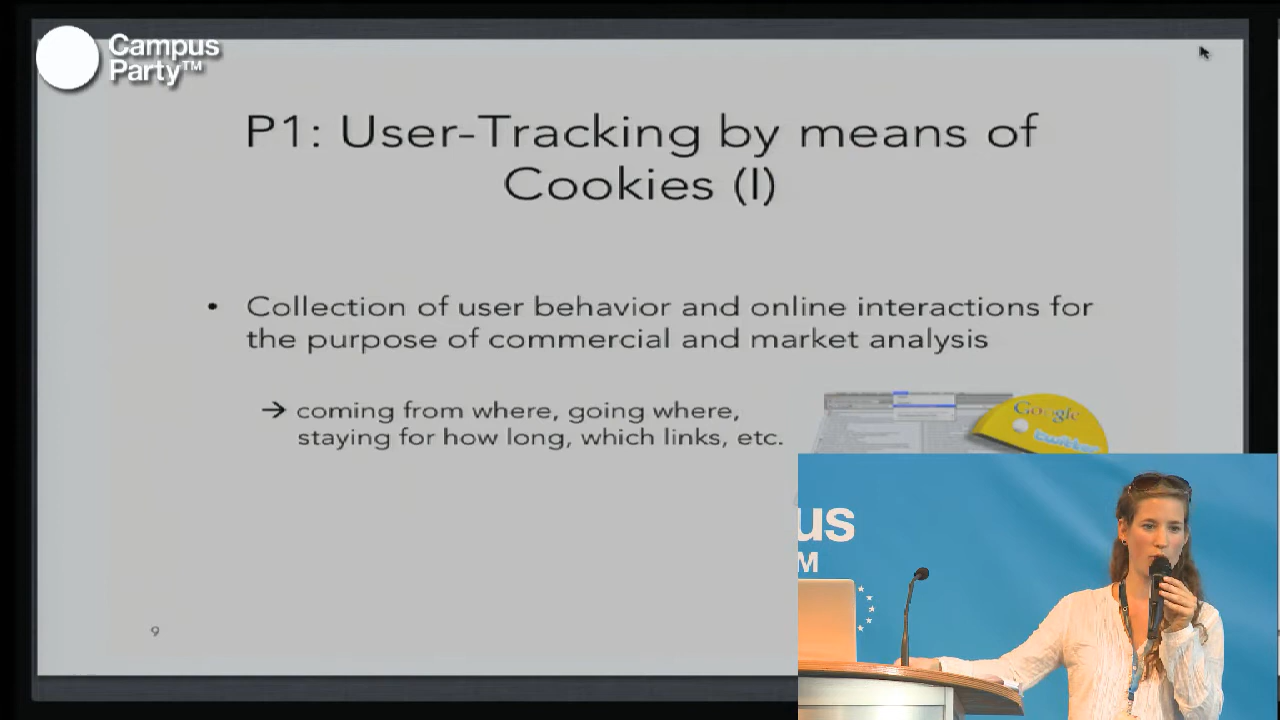 Campus
Party™
P1: User-Tracking by means of
Cookies (I)
• Collection of user behavior and online interactions for
the purpose of commercial and market analysis
→ coming from where, going where,
staying for how long, which links, etc.
Google
twitter
us
M
9